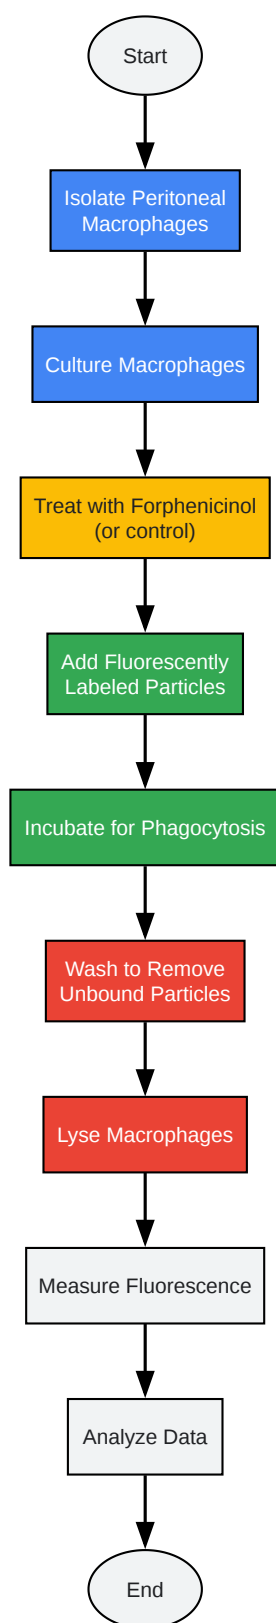 Start
Isolate Peritoneal
Macrophages
Culture Macrophages
Treat with Forphenicinol
(or control)
Add Fluorescently
Labeled Particles
Incubate for Phagocytosis
Wash to Remove
Unbound Particles
Lyse Macrophages
Measure Fluorescence
Analyze Data
End